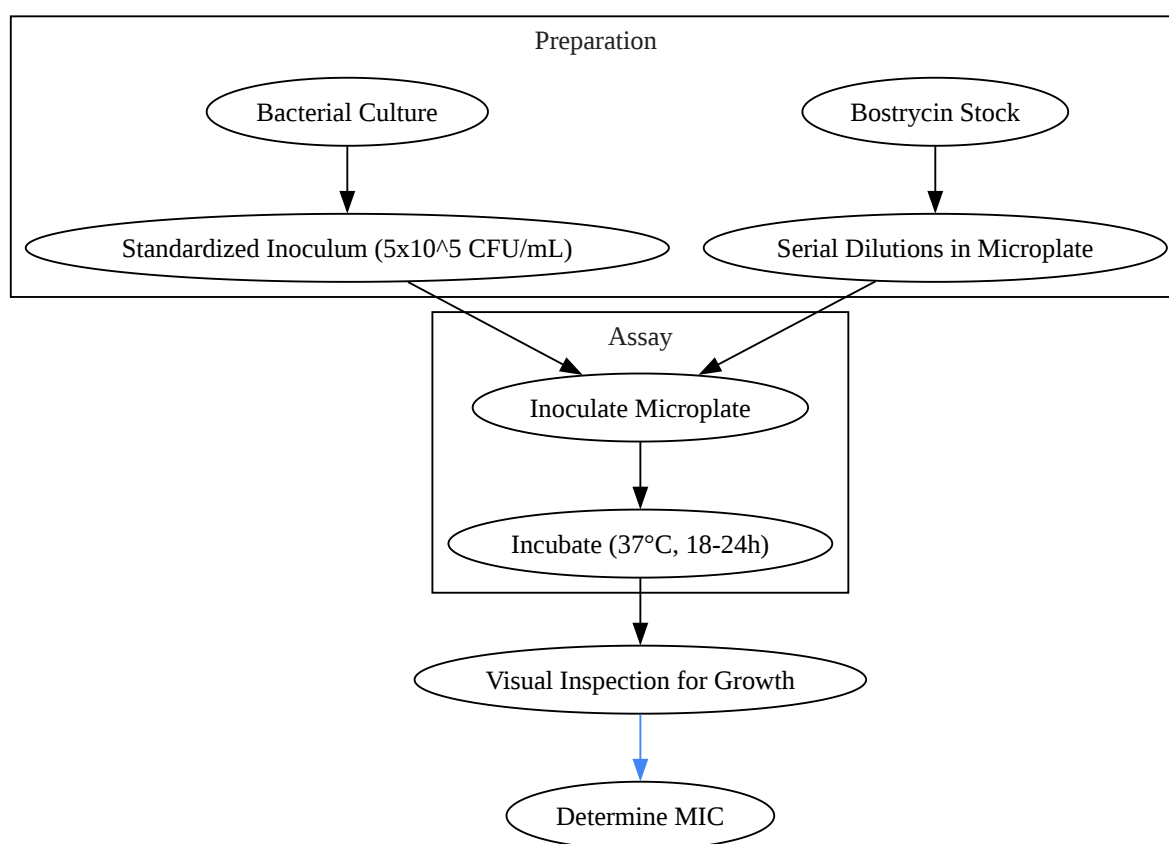 Preparation
Bacterial Culture
Bostrycin Stock
Standardized Inoculum (5x10^5 CFU/mL)
Serial Dilutions in Microplate
Assay
Inoculate Microplate
Incubate (37°C, 18-24h)
Visual Inspection for Growth
Determine MIC